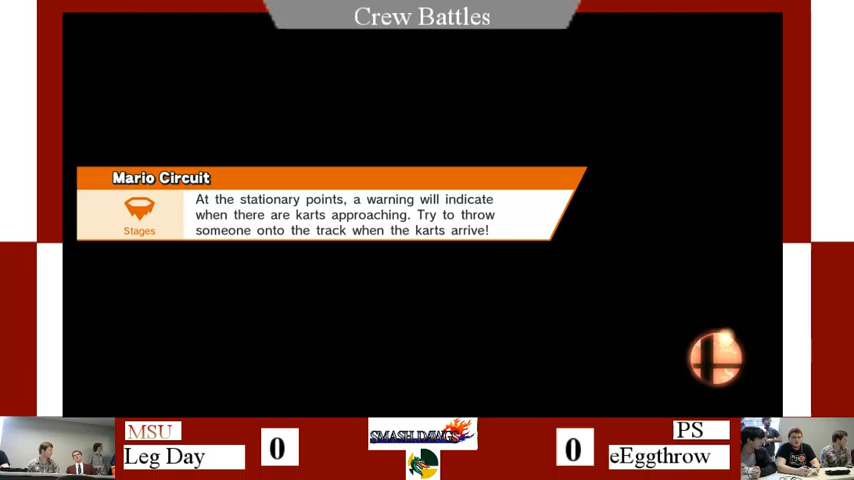 Crew Battles
Mario Circuit
At the stationary points, a warning will indicate
when there are karts approaching. Try to throw
someone onto the track when the karts arrive!
Stages
MSU
Leg Day
0
SMASH DAWGS
0
PS
eEggthrow